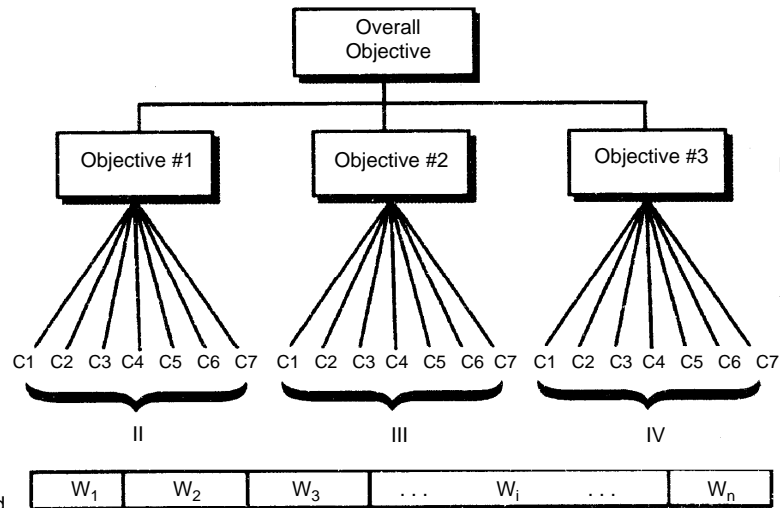 Overall
Objective
Objective #1 Objective #2 Objective #3
C1 C2 C3 C4 C5 C6 C7 C1 C2 C3 C4 C5 C6 C7 C1 C2 C3 C4 C5 C6 C7
II III IV
W₁ W₂ W₃ . . . Wᵢ . . . Wₙ